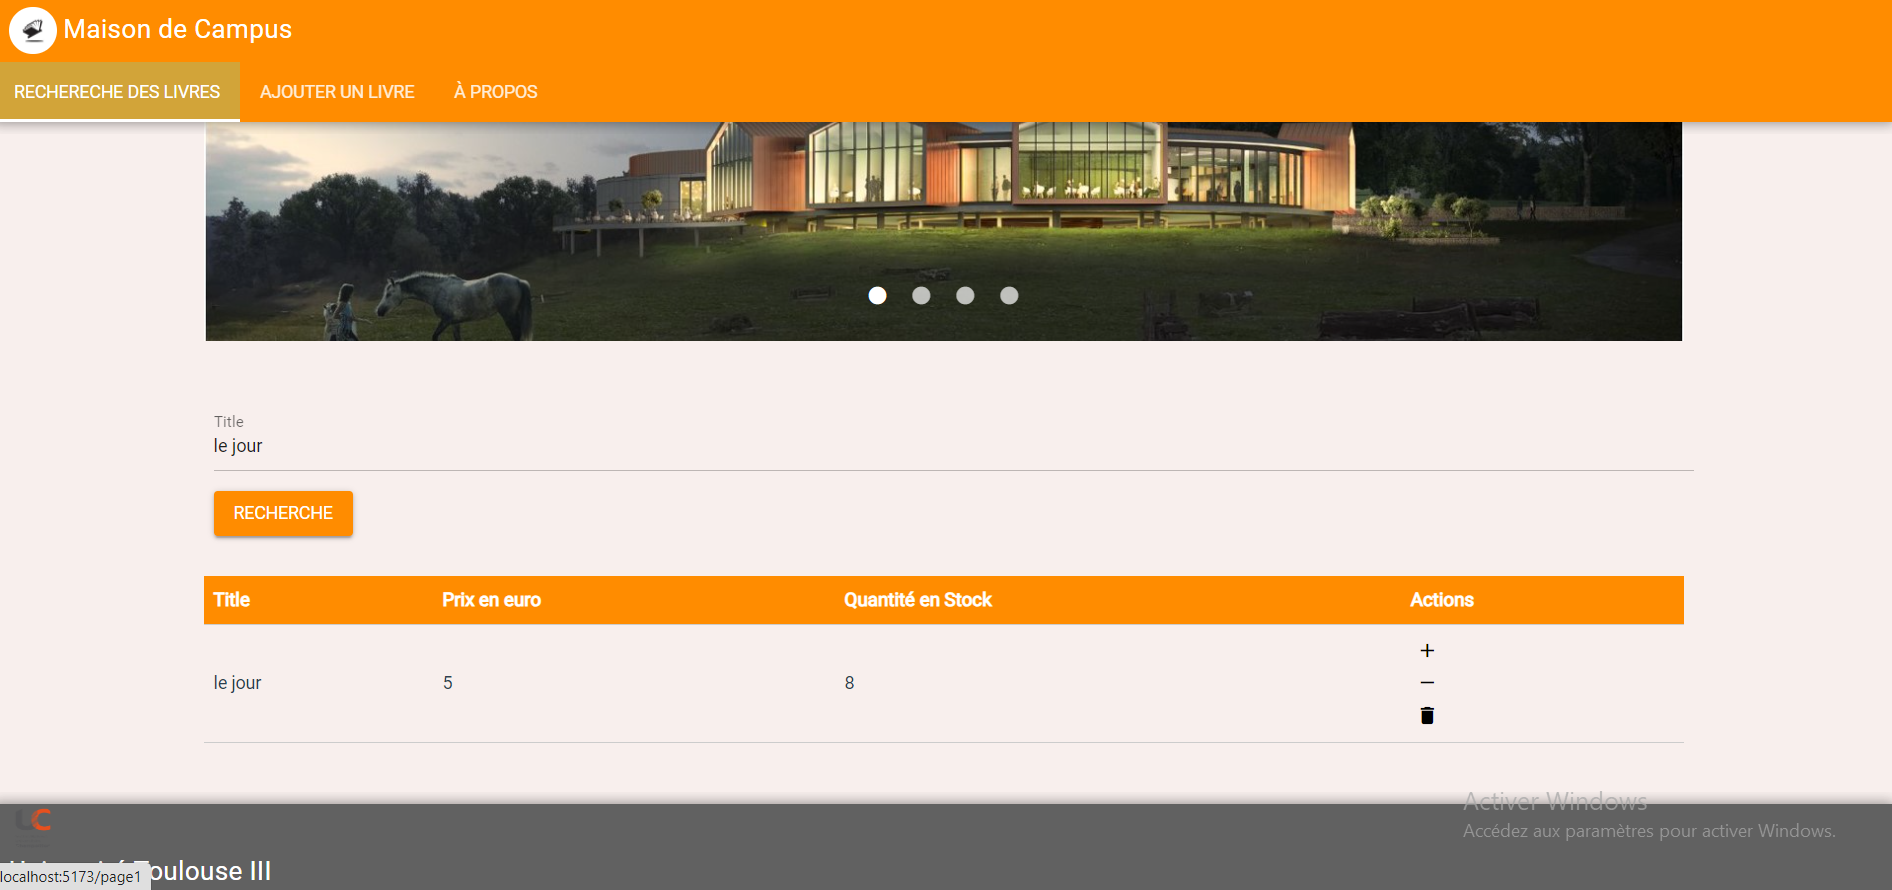 Maison de Campus
RECHERECHE DES LIVRES AJOUTER UN LIVRE À PROPOS
Title
le jour
RECHERCHE
Title Prix en euro Quantité en Stock Actions
le jour 5 8
UC
Activer Windows
Accédez aux paramètres pour activer Windows.
Toulouse III
localhost:5173/page1